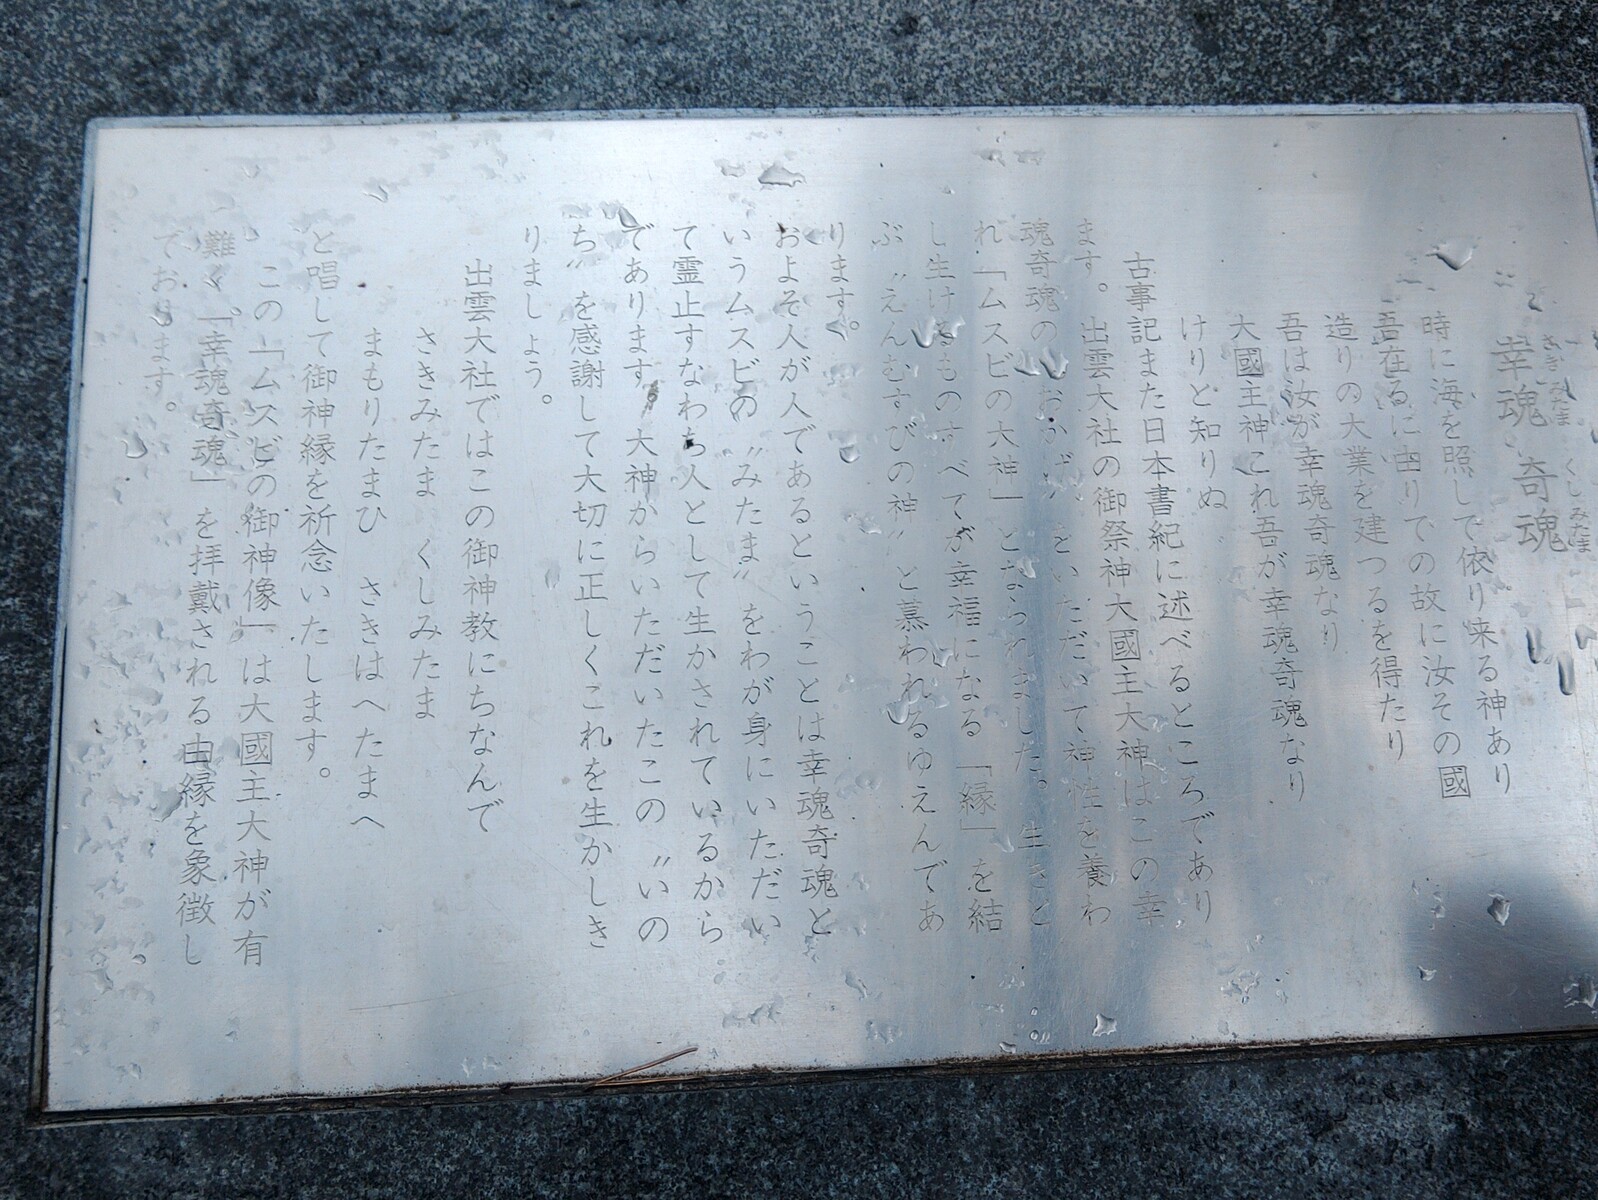 幸魂 奇魂
さきみたま くしみたま
時に海を照して依り来る神あり
吾在るに由りての故に汝その國
造りの大業を建つるを得たり
吾は汝が幸魂奇魂なり
大國主神これ吾が幸魂奇魂なり
けりと知りぬ
古事記また日本書紀に述べるところであり
ます。出雲大社の御祭神大國主大神はこの幸
魂奇魂の〝おかげ〟をいただいて神性を養わ
れ「ムスビの大神」となられました。生きと
し生けるものすべてが幸福になる「縁」を結
ぶ〝えんむすびの神〟と慕われるゆえんであ
ります。
およそ人が人であるということは幸魂奇魂と
いうムスビの〝みたま〟をわが身にいただい
て霊止すなわち人として生かされているから
であります 大神からいただいたこの〝いの
ち〟を感謝して大切に正しくこれを生かしき
りましょう。
出雲大社ではこの御神教にちなんで
さきみたま くしみたま
まもりたまひ さきはへたまへ
と唱して御神縁を祈念いたします。
この「ムスビの御神像」は大國主大神が有
難く「幸魂奇魂」を拝戴される由縁を象徴し
ております。